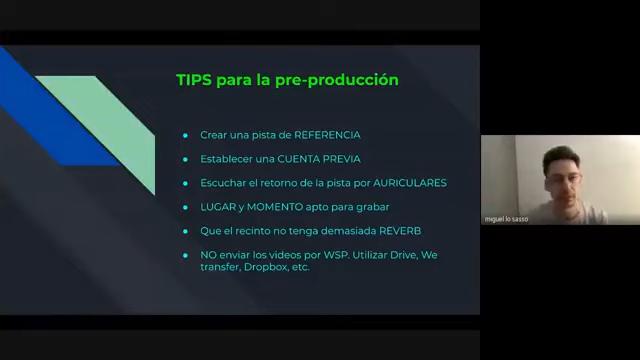 TIPS para la pre-producción
● Crear una pista de REFERENCIA
● Establecer una CUENTA PREVIA
● Escuchar el retorno de la pista por AURICULARES
● LUGAR y MOMENTO apto para grabar
● Que el recinto no tenga demasiada REVERB
● NO enviar los videos por WSP. Utilizar Drive, We
transfer, Dropbox, etc.
miguel lo sasso